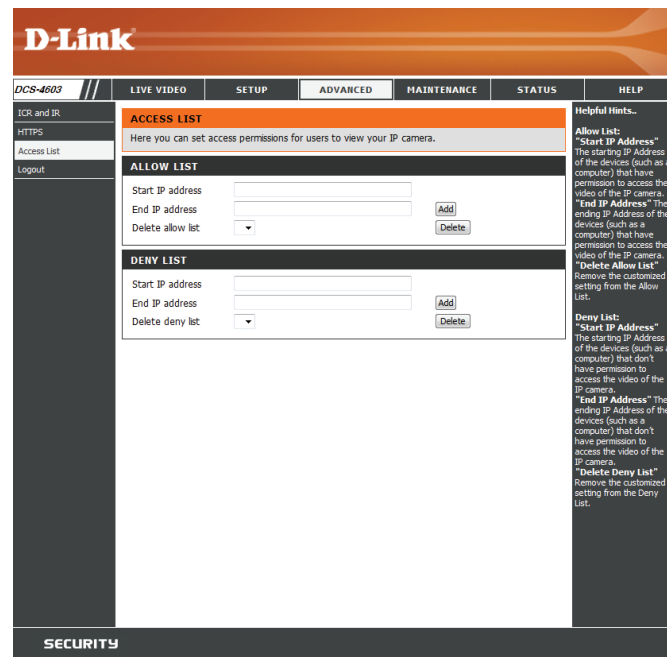 D-Link
DCS-4603 // LIVE VIDEO SETUP ADVANCED MAINTENANCE STATUS HELP
ICR and IR
HTTPS
Access List
Logout
ACCESS LIST
Here you can set access permissions for users to view your IP camera.
ALLOW LIST
Start IP address
End IP address Add
Delete allow list Delete
DENY LIST
Start IP address
End IP address Add
Delete deny list Delete
Helpful Hints..
Allow List:
"Start IP Address"
The starting IP Address
of the devices (such as a
computer) that have
permission to access the
video of the IP camera.
"End IP Address" The
ending IP Address of the
devices (such as a
computer) that have
permission to access the
video of the IP camera.
"Delete Allow List"
Remove the customized
setting from the Allow
List.
Deny List:
"Start IP Address"
The starting IP Address
of the devices (such as a
computer) that don't
have permission to
access the video of the
IP camera.
"End IP Address" The
ending IP Address of the
devices (such as a
computer) that don't
have permission to
access the video of the
IP camera.
"Delete Deny List"
Remove the customized
setting from the Deny
List.
SECURITY